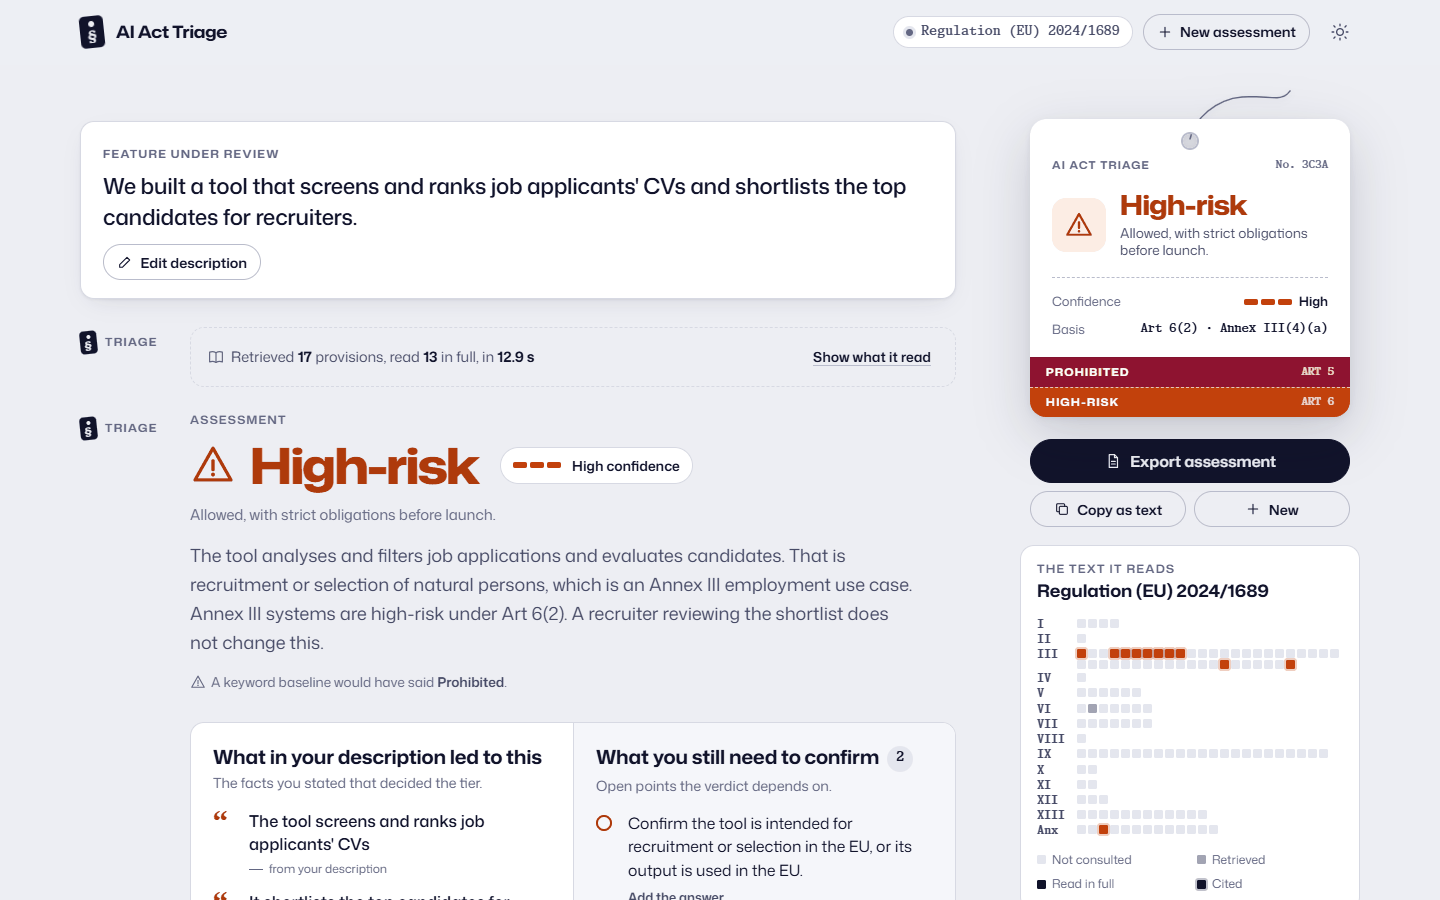 AI Act Triage
Regulation (EU) 2024/1689
New assessment
FEATURE UNDER REVIEW
We built a tool that screens and ranks job applicants' CVs and shortlists the top
candidates for recruiters.
Edit description
TRIAGE
Retrieved 17 provisions, read 13 in full, in 12.9 s
Show what it read
TRIAGE
ASSESSMENT
High-risk
High confidence
Allowed, with strict obligations before launch.
The tool analyses and filters job applications and evaluates candidates. That is
recruitment or selection of natural persons, which is an Annex III employment use case.
Annex III systems are high-risk under Art 6(2). A recruiter reviewing the shortlist does
not change this.
A keyword baseline would have said Prohibited.
What in your description led to this
The facts you stated that decided the tier.
“ The tool screens and ranks job
applicants' CVs
— from your description
“ It shortlists the top candidates for
What you still need to confirm 2
Open points the verdict depends on.
Confirm the tool is intended for
recruitment or selection in the EU, or its
output is used in the EU.
Add the answer
AI ACT TRIAGE
No. 3C3A
High-risk
Allowed, with strict obligations
before launch.
Confidence
High
Basis
Art 6(2) · Annex III(4)(a)
PROHIBITED
ART 5
HIGH-RISK
ART 6
Export assessment
Copy as text
New
THE TEXT IT READS
Regulation (EU) 2024/1689
I
II
III
IV
V
VI
VII
VIII
IX
X
XI
XII
XIII
Anx
Not consulted
Retrieved
Read in full
Cited